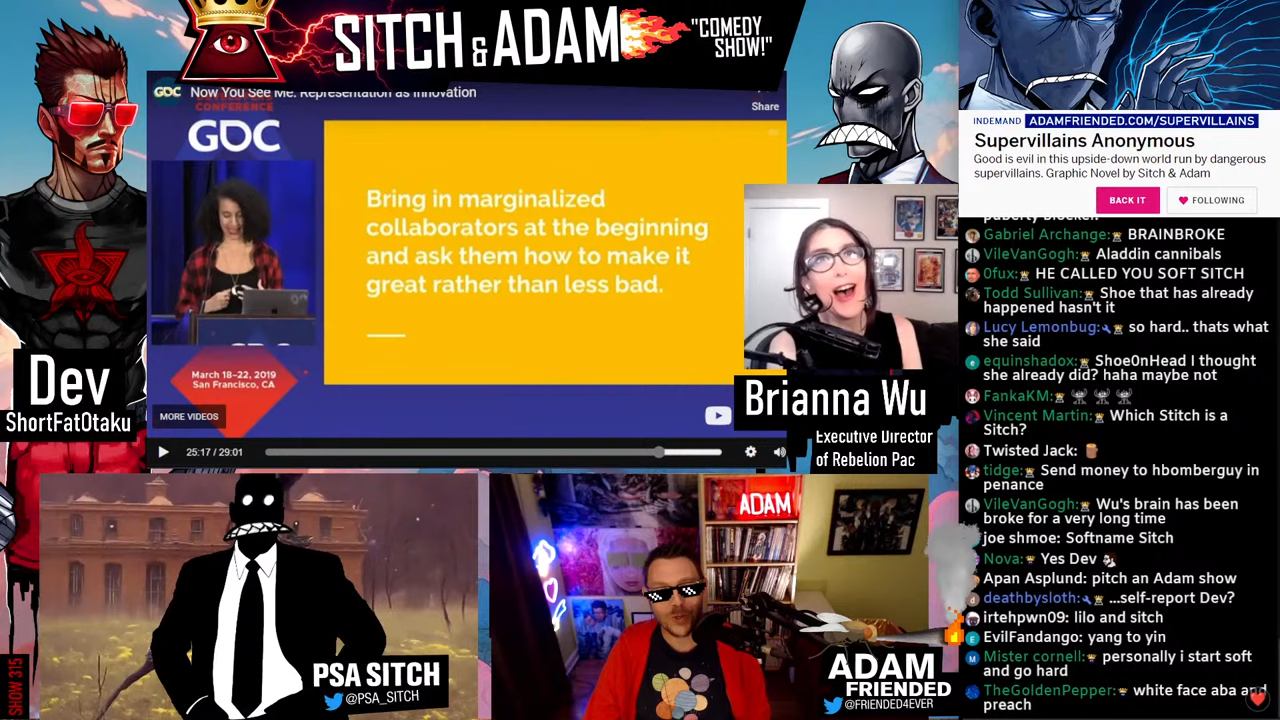 SITCH & ADAM
"COMEDY
SHOW!"
GDC
Now You See Me: Representation as Innovation
CONFERENCE
GDC
Share
Bring in marginalized
collaborators at the beginning
and ask them how to make it
great rather than less bad.
March 18-22, 2019
San Francisco, CA
MORE VIDEOS
25:17 / 29:01
Dev
ShortFatOtaku
Brianna Wu
Executive Director
of Rebelion Pac
SHOW 315
PSA SITCH
@PSA_SITCH
ADAM
ADAM
FRIENDED
@FRIENDED4EVER
INDEMAND ADAMFRIENDED.COM/SUPERVILLAINS
Supervillains Anonymous
Good is evil in this upside-down world run by dangerous
supervillains. Graphic Novel by Sitch & Adam
BACK IT
FOLLOWING
puberty blocker.
Gabriel Archange: BRAINBROKE
VileVanGogh: Aladdin cannibals
0fux: HE CALLED YOU SOFT SITCH
Todd Sullivan: Shoe that has already
happened hasn't it
Lucy Lemonbug: so hard.. thats what
she said
equinshadox: Shoe0nHead I thought
she already did? haha maybe not
FankaKM:
Vincent Martin: Which Stitch is a
Sitch?
Twisted Jack:
tidge: Send money to hbomberguy in
penance
VileVanGogh: Wu's brain has been
broke for a very long time
joe shmoe: Softname Sitch
Nova: Yes Dev
Apan Asplund: pitch an Adam show
deathbysloth: ...self-report Dev?
irtehpwn09: lilo and sitch
EvilFandango: yang to yin
Mister cornell: personally i start soft
and go hard
TheGoldenPepper: white face aba and
preach